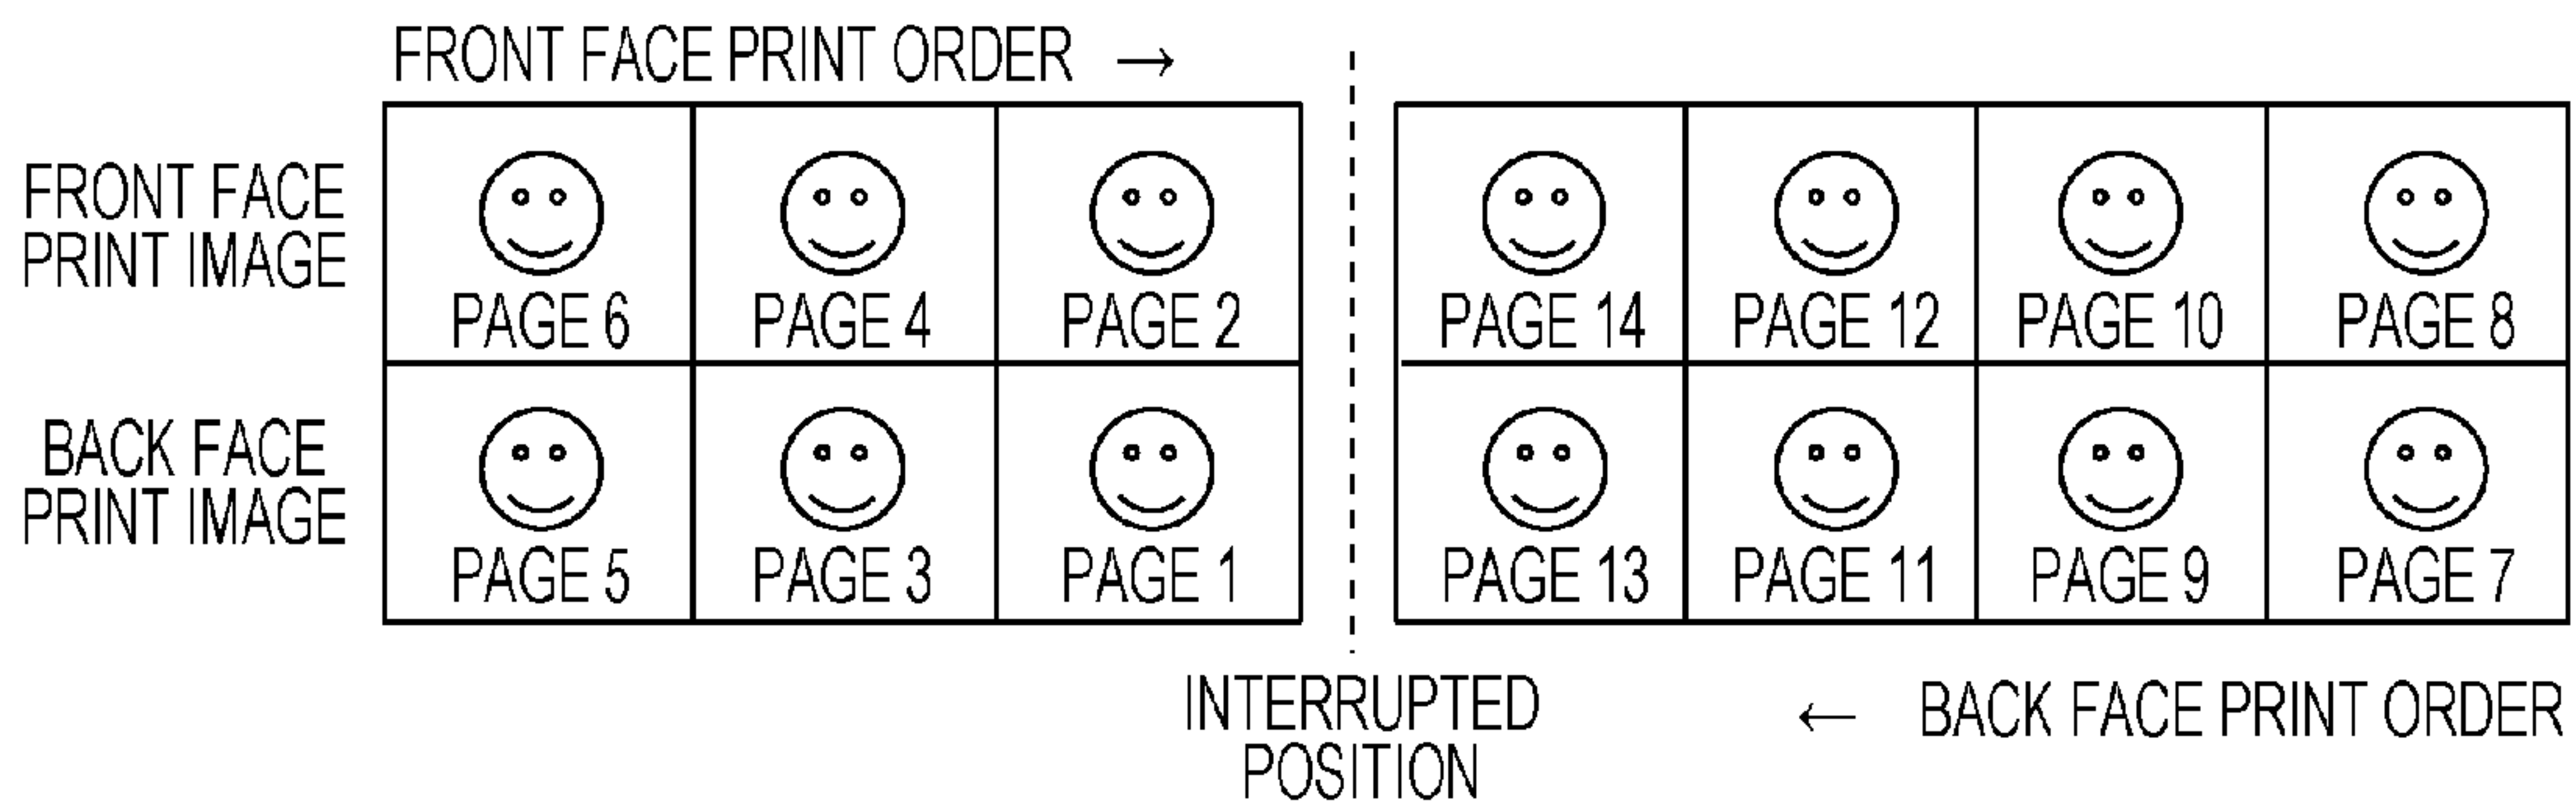 FRONT FACE PRINT ORDER →
FRONT FACE
PRINT IMAGE
PAGE 6 PAGE 4 PAGE 2 PAGE 14 PAGE 12 PAGE 10 PAGE 8
BACK FACE
PRINT IMAGE
PAGE 5 PAGE 3 PAGE 1 PAGE 13 PAGE 11 PAGE 9 PAGE 7
INTERRUPTED
POSITION
← BACK FACE PRINT ORDER